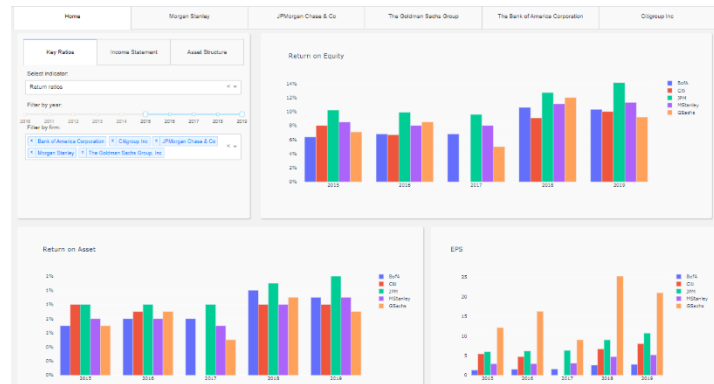 Home
Morgan Stanley
JPMorgan Chase & Co
The Goldman Sachs Group
The Bank of America Corporation
Citigroup Inc
Key Ratios
Income Statement
Asset Structure
Select indicator:
Return ratios
Filter by year:
2010 2011 2012 2013 2014 2015 2016 2017 2018 2019
Filter by firm:
× Bank of America Corporation × Citigroup Inc × JPMorgan Chase & Co
× Morgan Stanley × The Goldman Sachs Group, Inc
Return on Equity
14%
12%
10%
8%
6%
4%
2%
0%
2015 2016 2017 2018 2019
BofA
Citi
JPM
MStanley
GSachs
Return on Asset
2%
1%
1%
1%
1%
0%
0%
0%
2015 2016 2017 2018 2019
BofA
Citi
JPM
MStanley
GSachs
EPS
25
20
15
10
5
0
2015 2016 2017 2018 2019
BofA
Citi
JPM
MStanley
GSachs